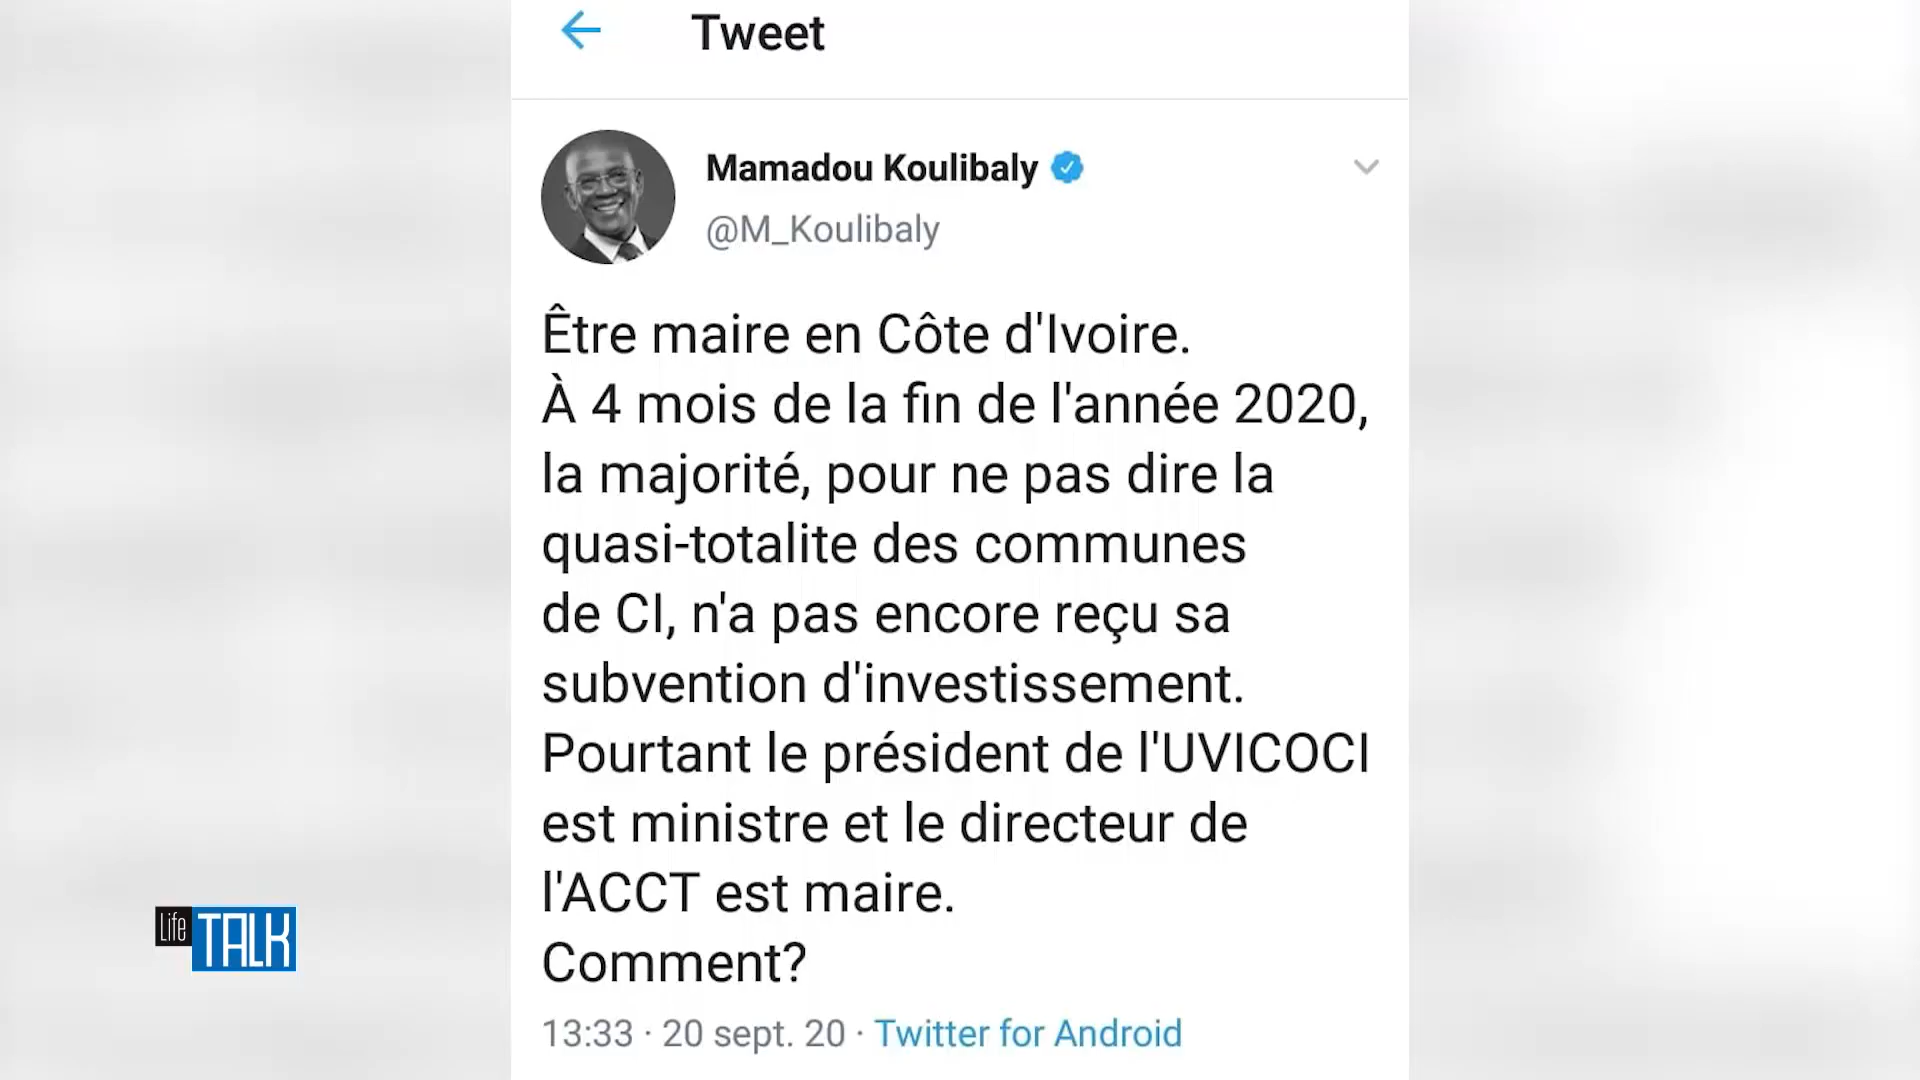 Tweet
Mamadou Koulibaly
@M_Koulibaly
Être maire en Côte d'Ivoire.
À 4 mois de la fin de l'année 2020,
la majorité, pour ne pas dire la
quasi-totalite des communes
de CI, n'a pas encore reçu sa
subvention d'investissement.
Pourtant le président de l'UVICOCI
est ministre et le directeur de
l'ACCT est maire.
Comment?
13:33 · 20 sept. 20 · Twitter for Android
Life TALK